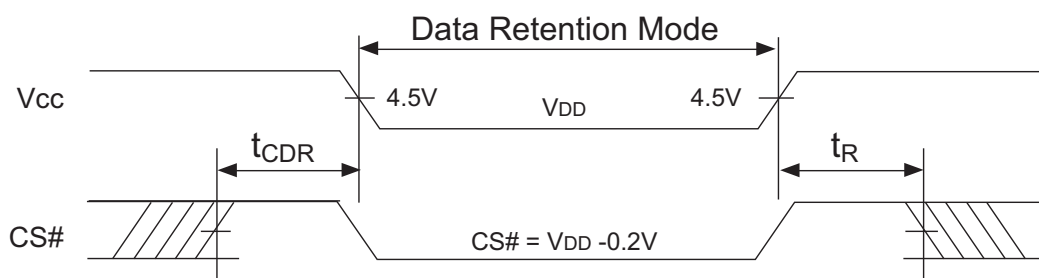 Data Retention Mode
Vcc
4.5V
VDD
4.5V
tCDR
tR
CS#
CS# = VDD -0.2V